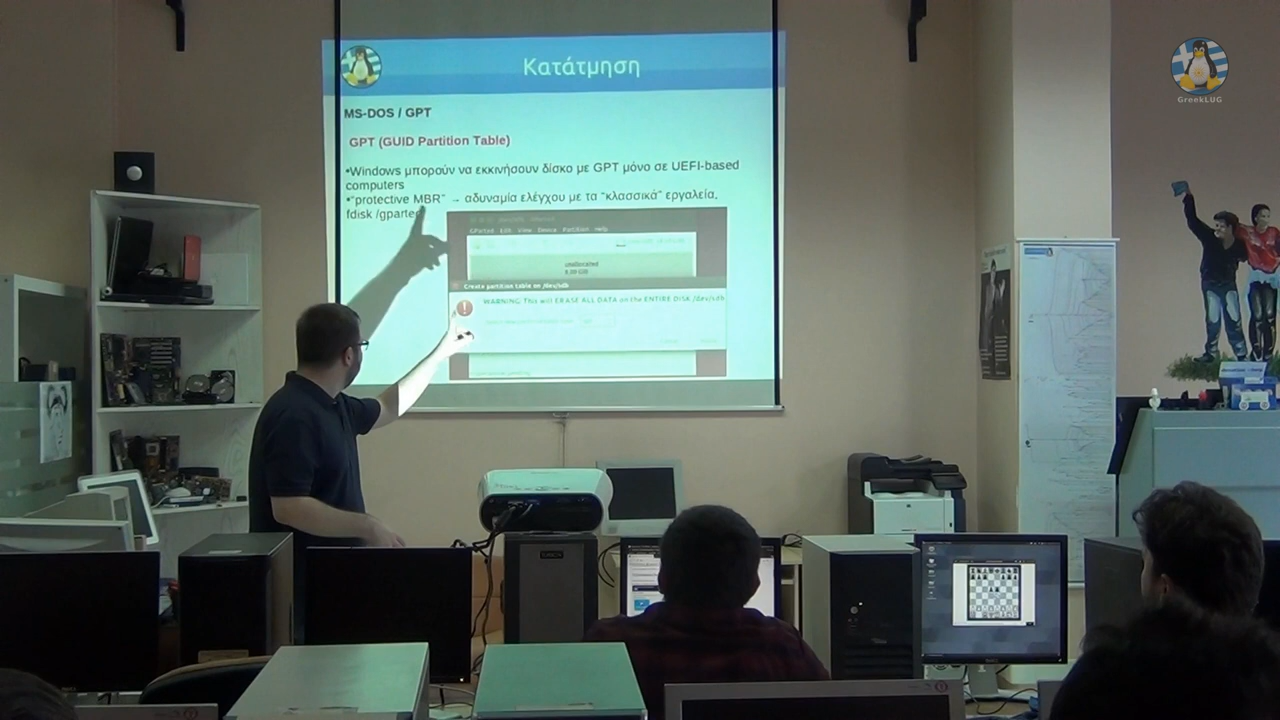 Κατάτμηση
GreekLUG
MS-DOS / GPT
GPT (GUID Partition Table)
•Windows μπορούν να εκκινήσουν δίσκο με GPT μόνο σε UEFI-based
computers
•"protective MBR" → αδυναμία ελέγχου με τα "κλασσικά" εργαλεία,
fdisk /gparted
GParted Edit View Device Partition Help
unallocated
8.00 GiB
Create partition table on /dev/sdb
WARNING: This will ERASE ALL DATA on the ENTIRE DISK /dev/sdb